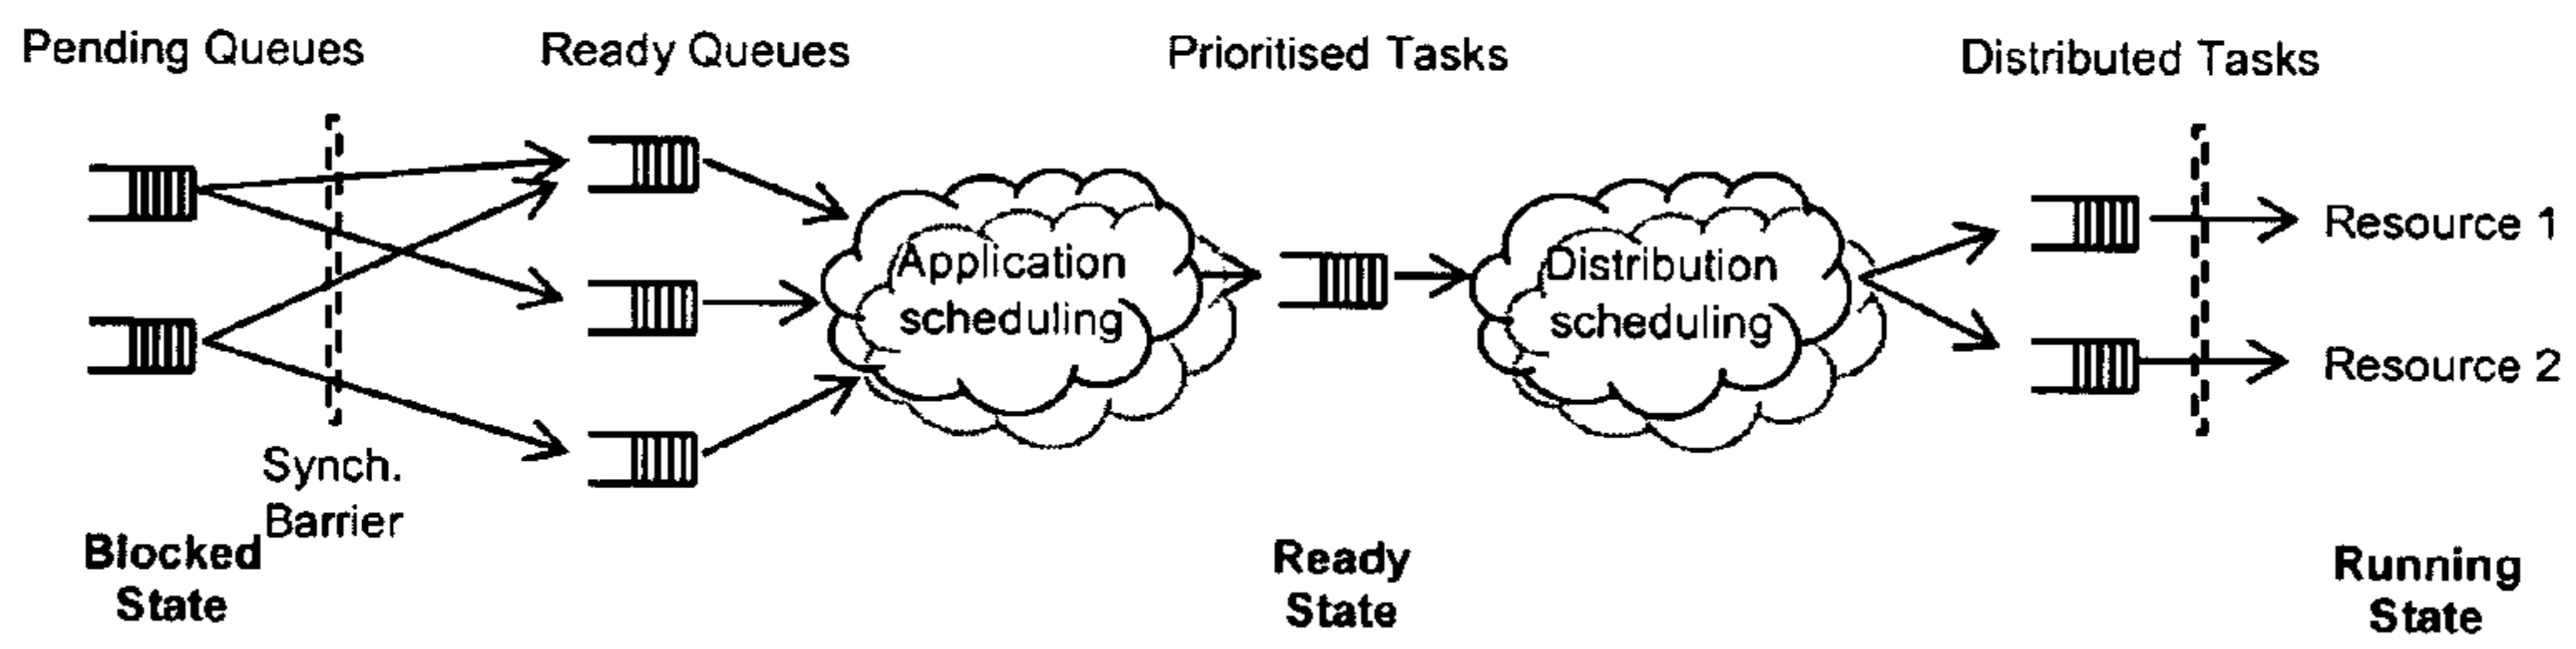 Pending Queues
Ready Queues
Prioritised Tasks
Distributed Tasks
Application
scheduling
Distribution
scheduling
Resource 1
Resource 2
Synch.
Barrier
Blocked
State
Ready
State
Running
State